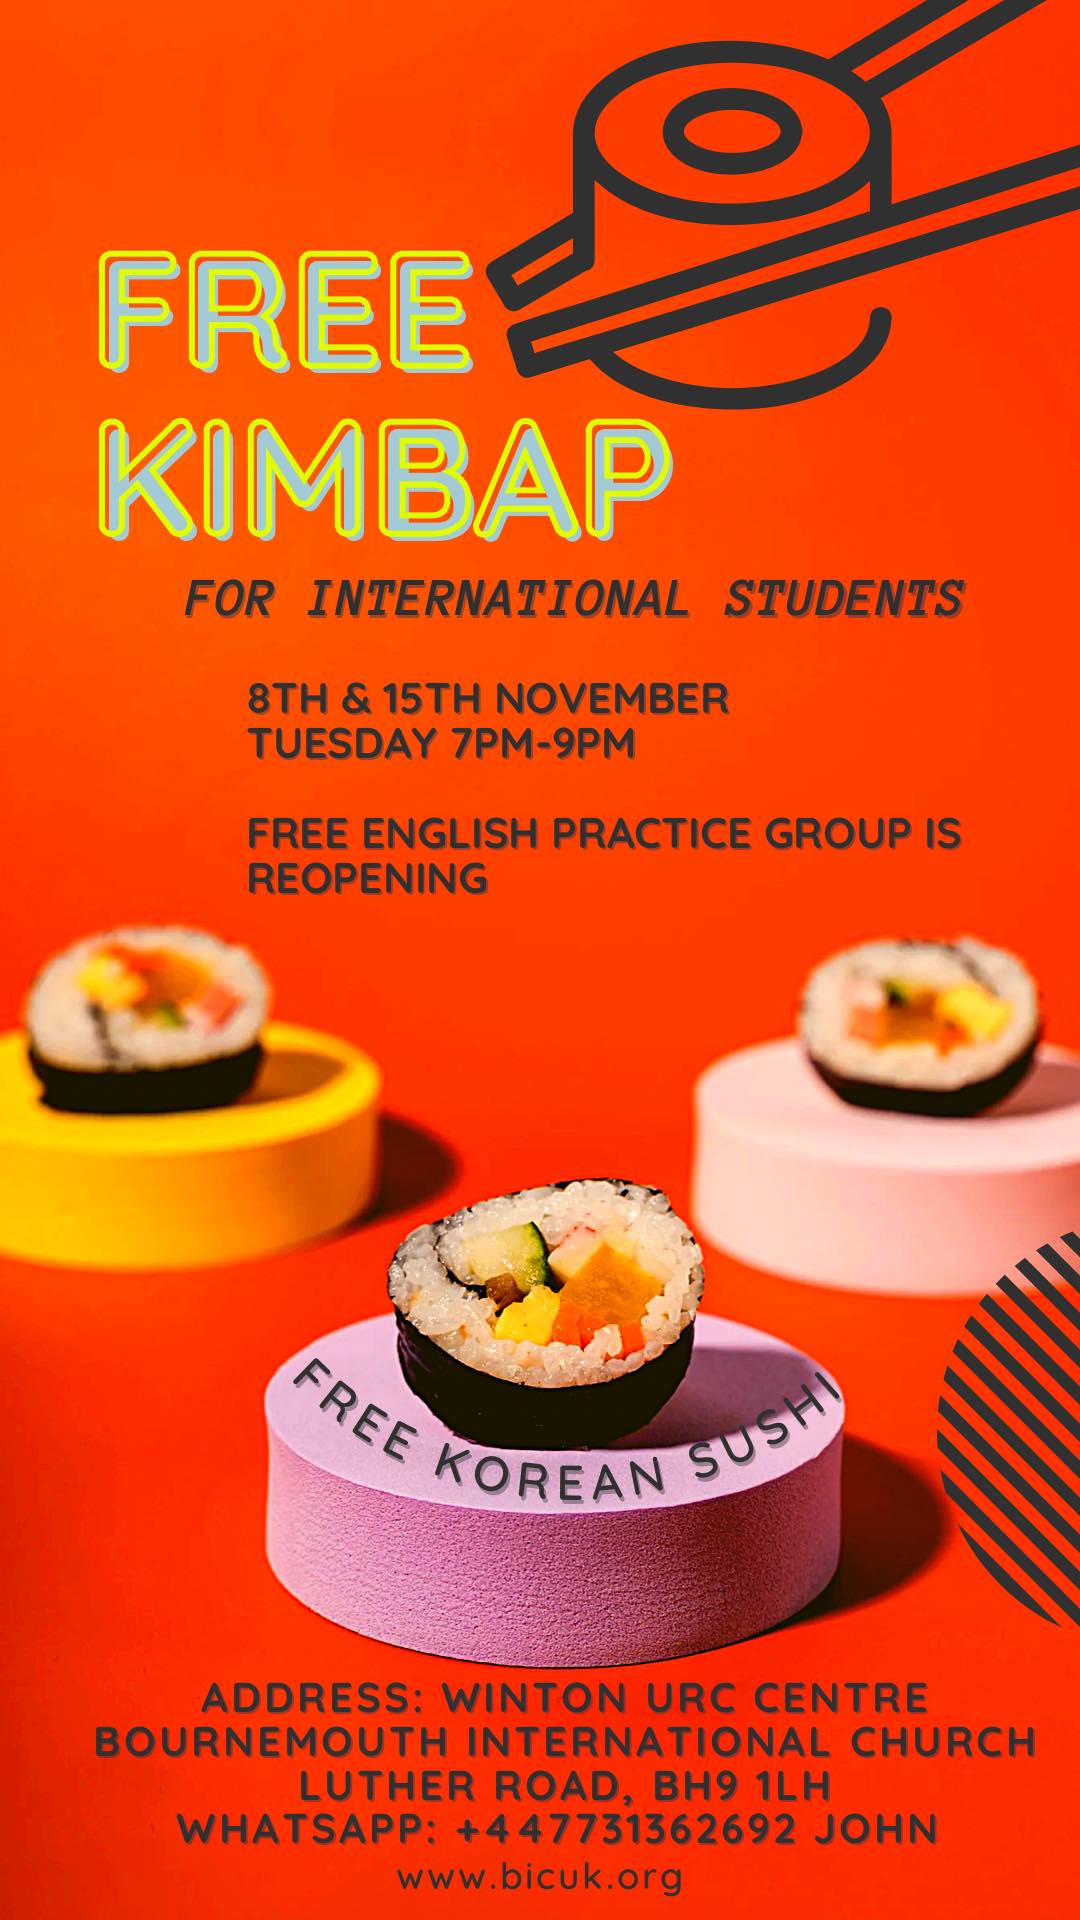 FREE
KIMBAP
FOR INTERNATIONAL STUDENTS
8TH & 15TH NOVEMBER
TUESDAY 7PM-9PM
FREE ENGLISH PRACTICE GROUP IS
REOPENING
FREE KOREAN SUSHI
ADDRESS: WINTON URC CENTRE
BOURNEMOUTH INTERNATIONAL CHURCH
LUTHER ROAD, BH9 1LH
WHATSAPP: +447731362692 JOHN
www.bicuk.org